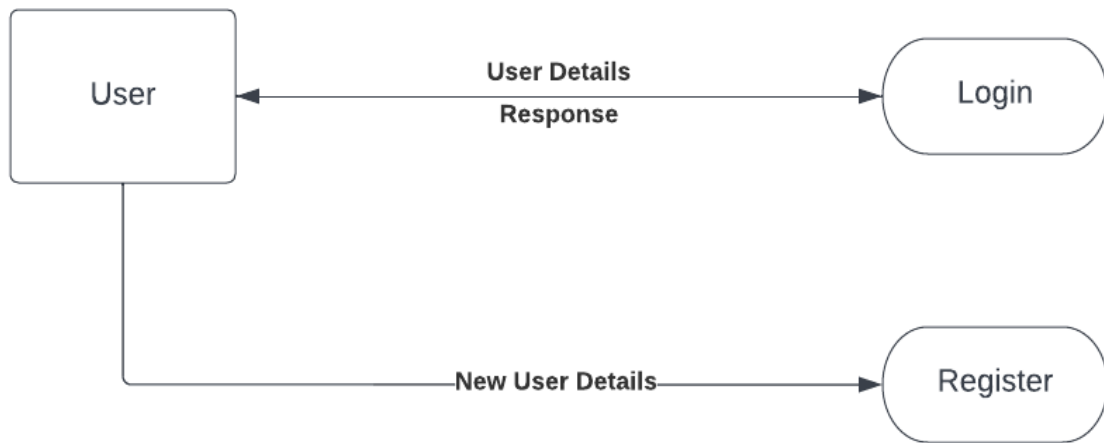 User
User Details
Response
Login
New User Details
Register